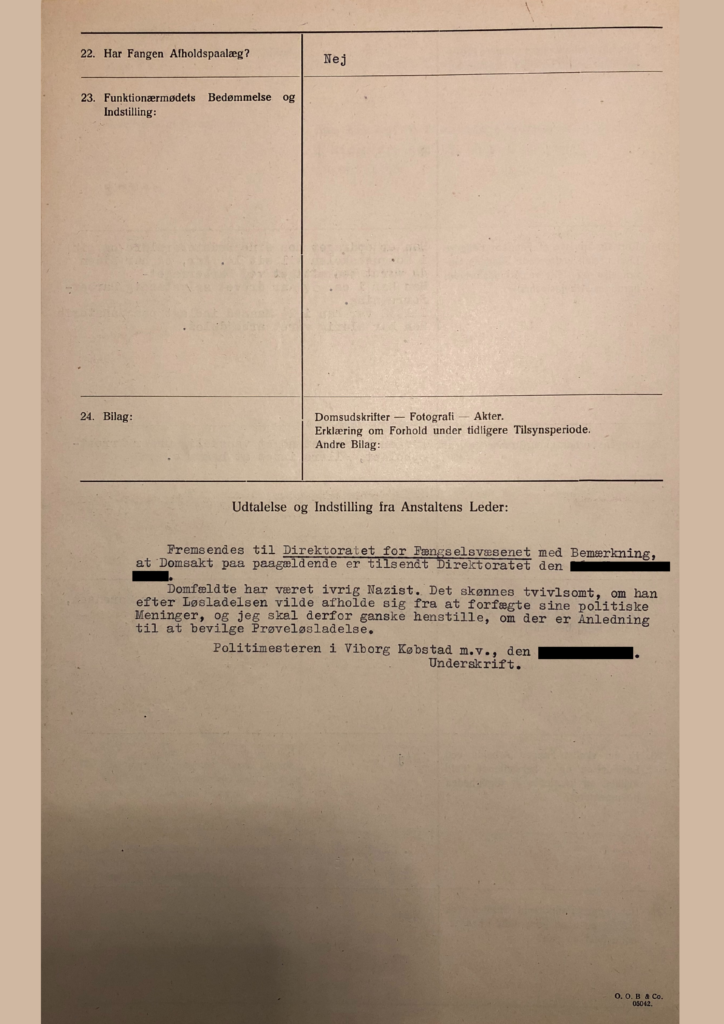 22. Har Fangen Afholdspaalæg?
Nej
23. Funktionærmødets Bedømmelse og
Indstilling:
24. Bilag:
Domsudskrifter — Fotografi — Akter.
Erklæring om Forhold under tidligere Tilsynsperiode.
Andre Bilag:
Udtalelse og Indstilling fra Anstaltens Leder:
Fremsendes til Direktoratet for Fængselsvæsenet med Bemærkning,
at Domsakt paa paagældende er tilsendt Direktoratet den
.
Domfældte har været ivrig Nazist. Det skønnes tvivlsomt, om han
efter Løsladelsen vilde afholde sig fra at forfægte sine politiske
Meninger, og jeg skal derfor ganske henstille, om der er Anledning
til at bevilge Prøveløsladelse.
Politimesteren i Viborg Købstad m.v., den .
Underskrift.
O. O. B & Co.
05042.